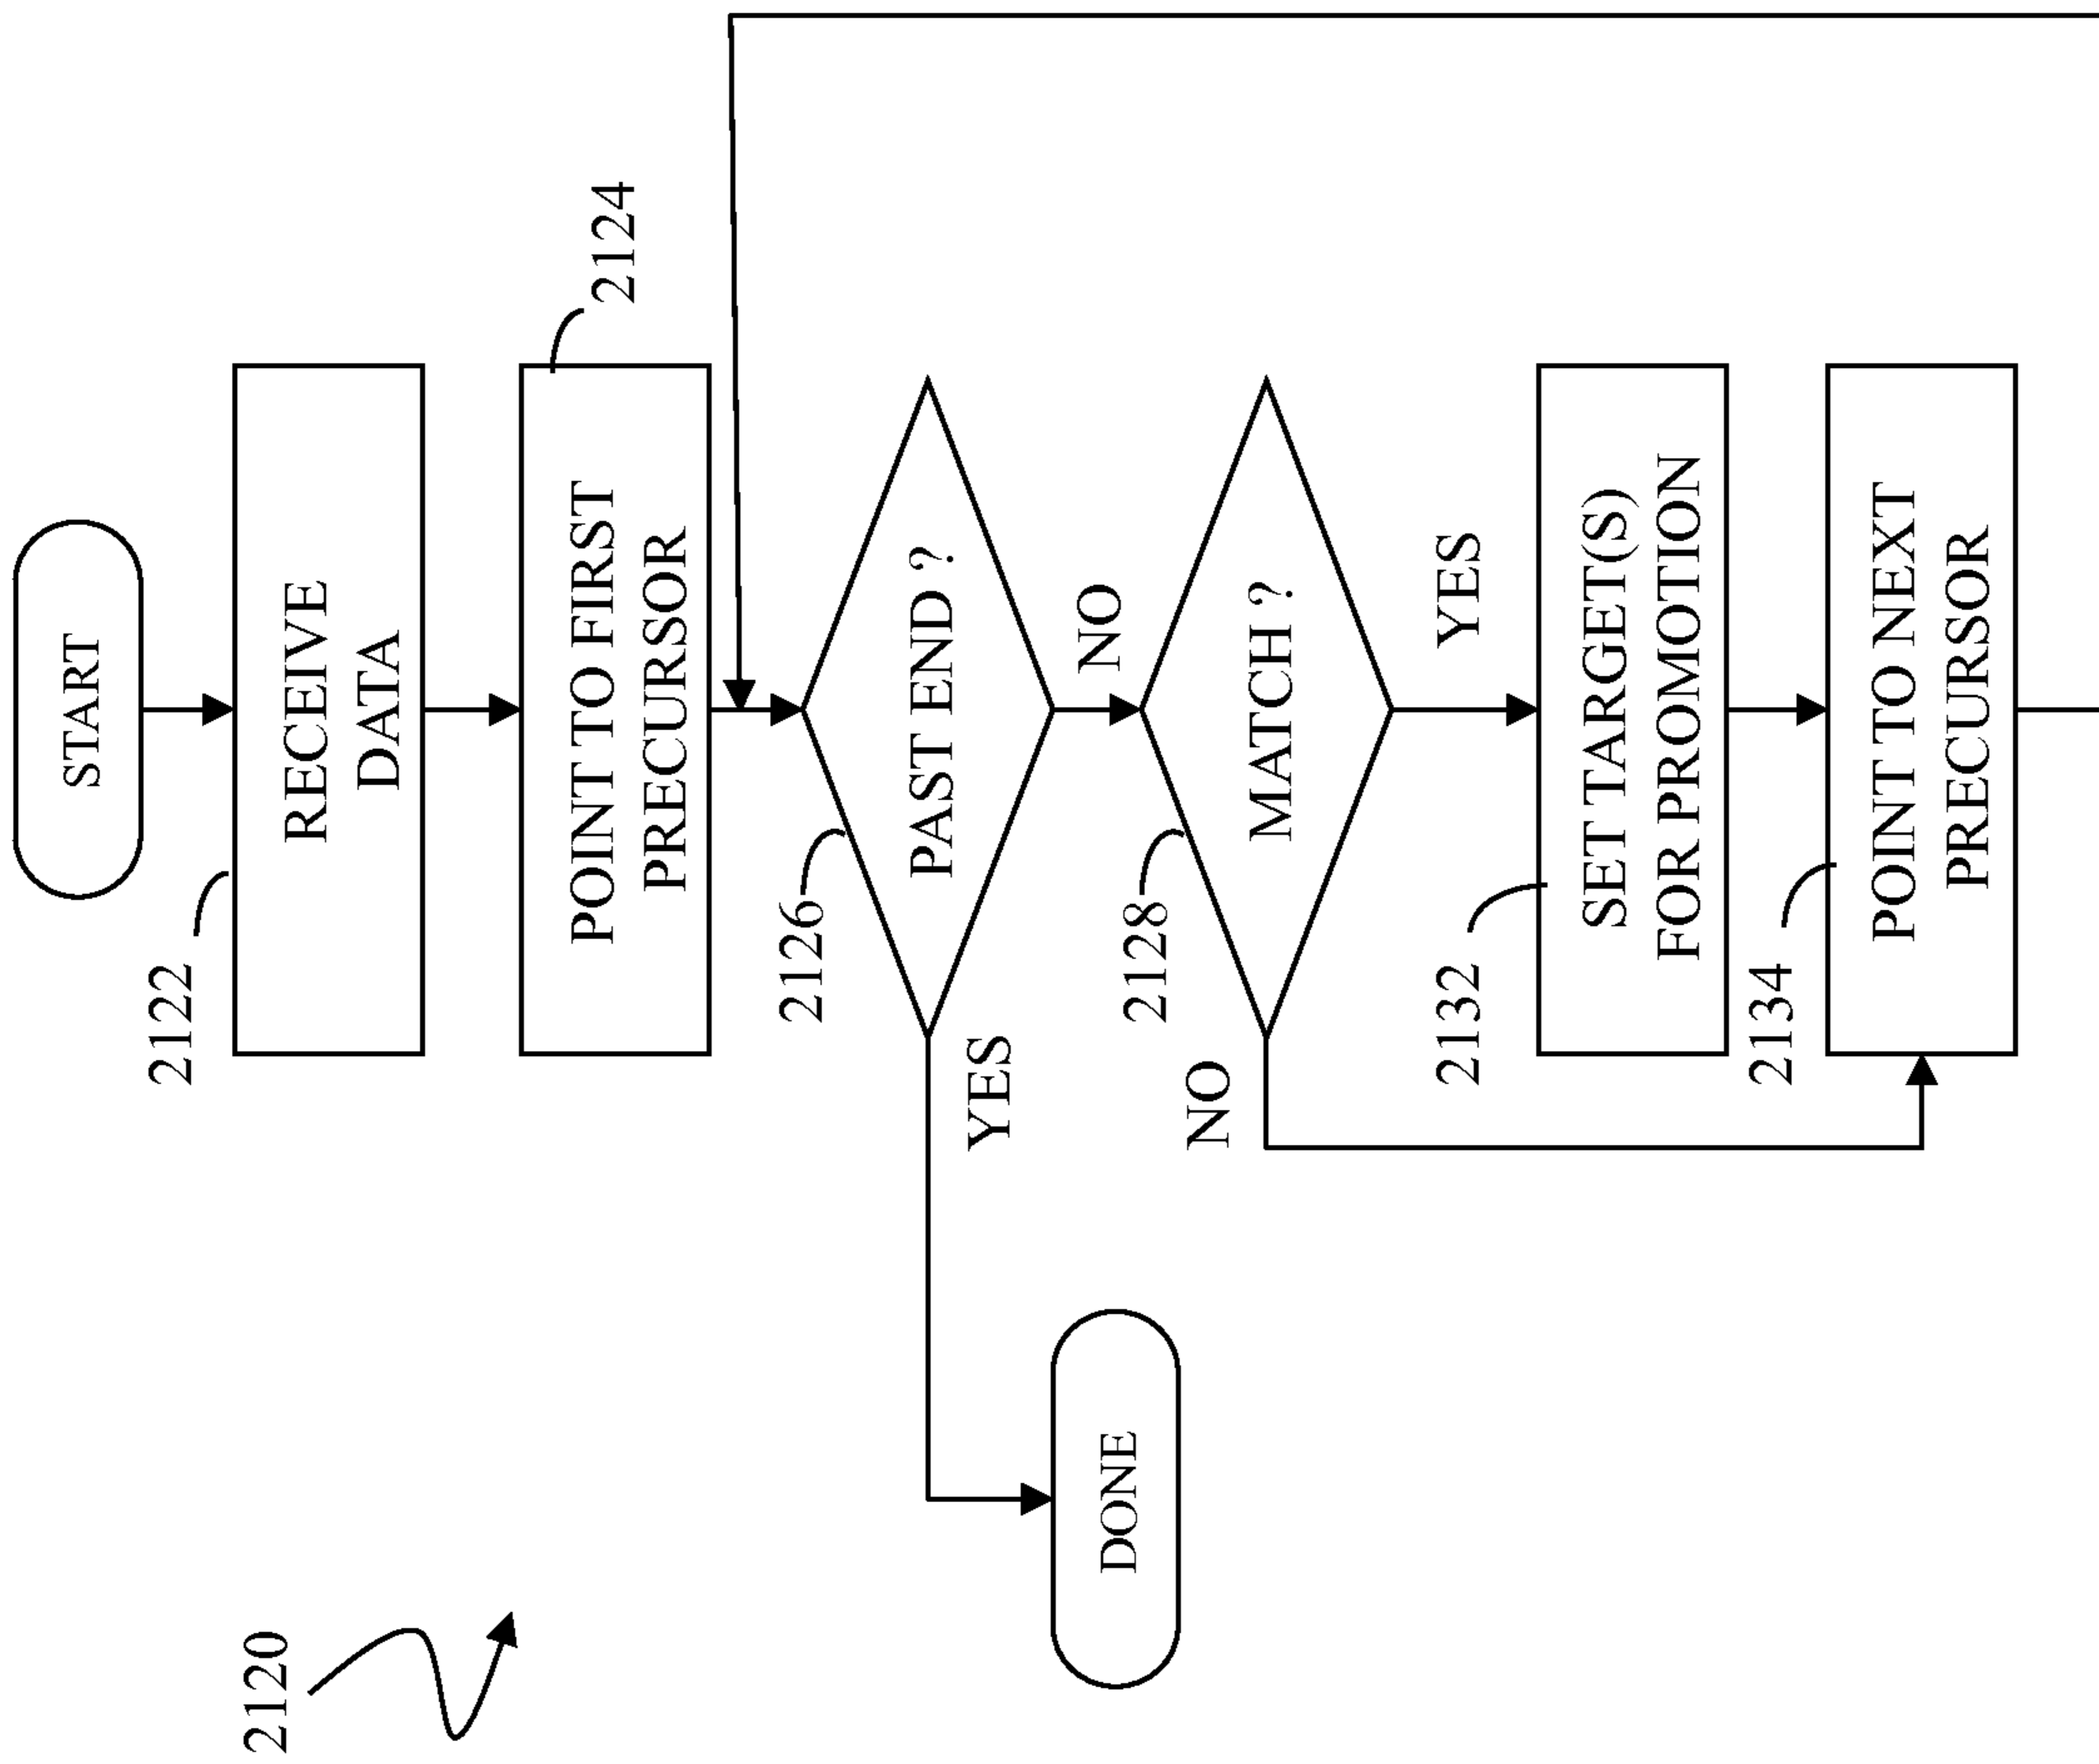 2120
START
2122
RECEIVE
DATA
2124
POINT TO FIRST
PRECURSOR
2126
PAST END ?
YES
NO
DONE
2128
MATCH ?
NO
YES
2132
SET TARGET(S)
FOR PROMOTION
2134
POINT TO NEXT
PRECURSOR